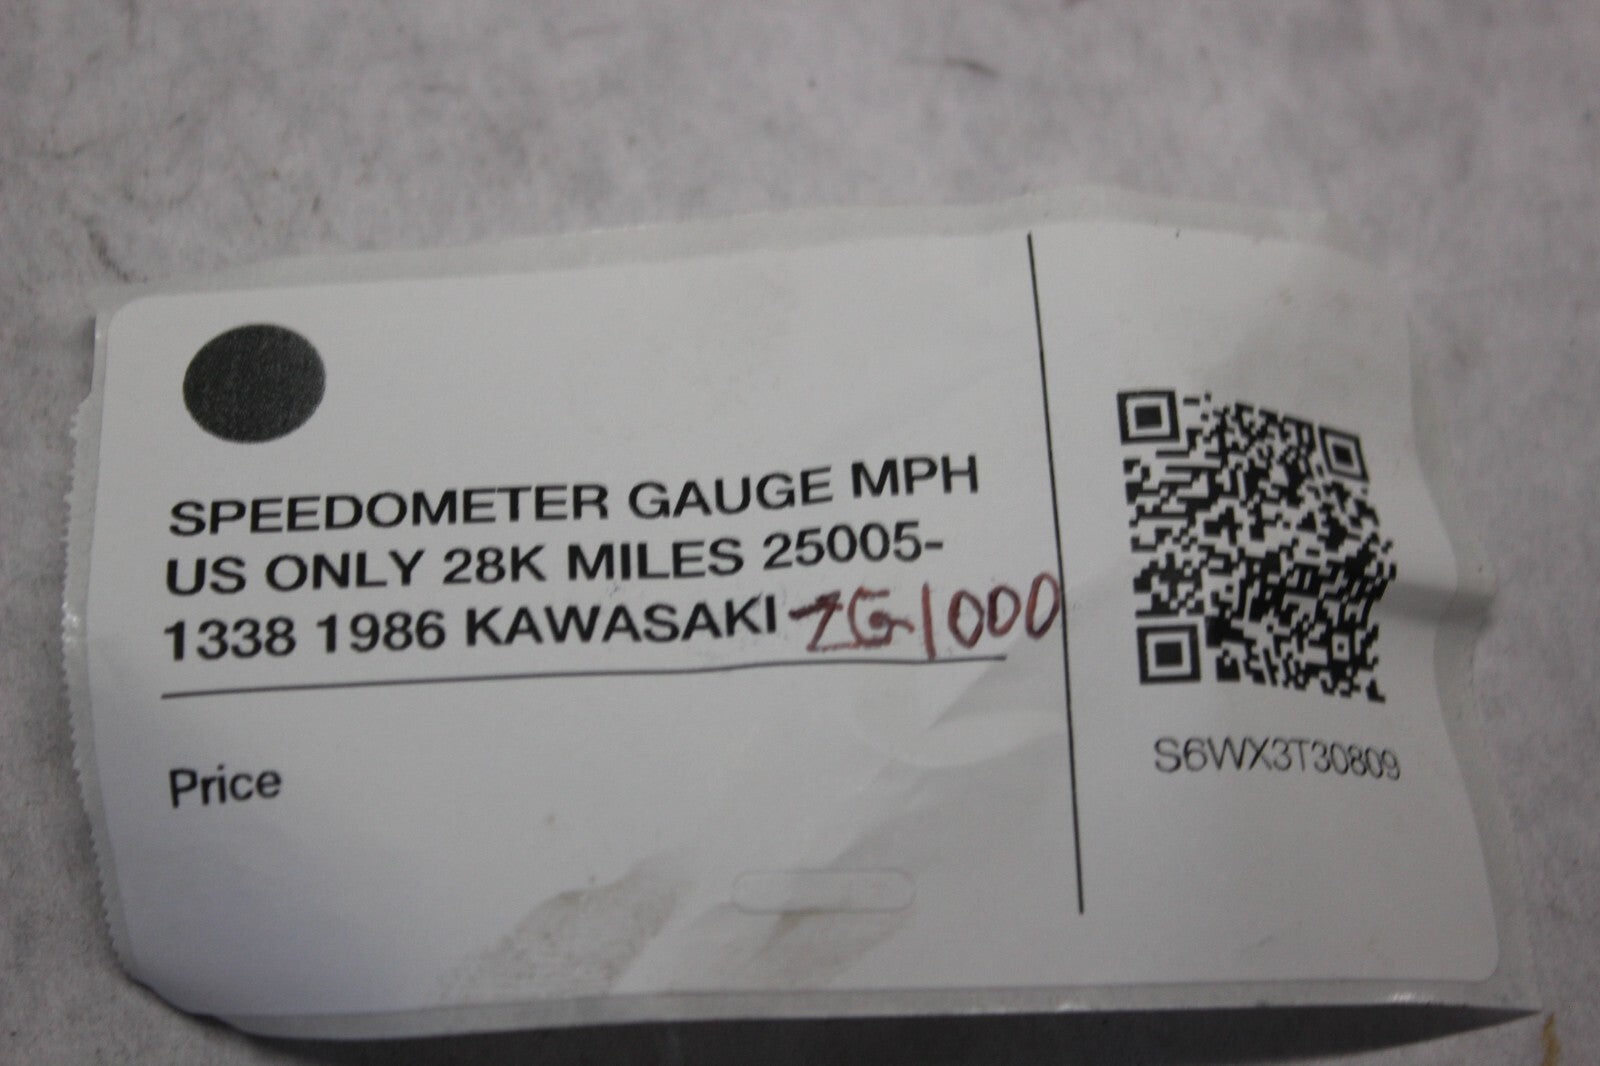 SPEEDOMETER GAUGE MPH
US ONLY 28K MILES 25005-
1338 1986 KAWASAKI ZG1000
Price
S6WX3T30809